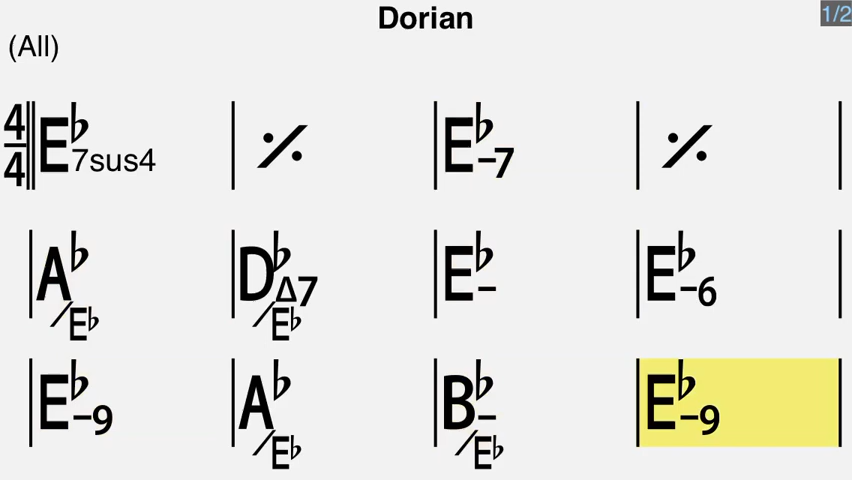 Dorian
1/2
(All)
4/4 E♭7sus4 | 𝄎 | E♭-7 | 𝄎 |
| A♭/E♭ | D♭Δ7/E♭ | E♭- | E♭-6 |
| E♭-9 | A♭/E♭ | B♭-/E♭ | E♭-9 |